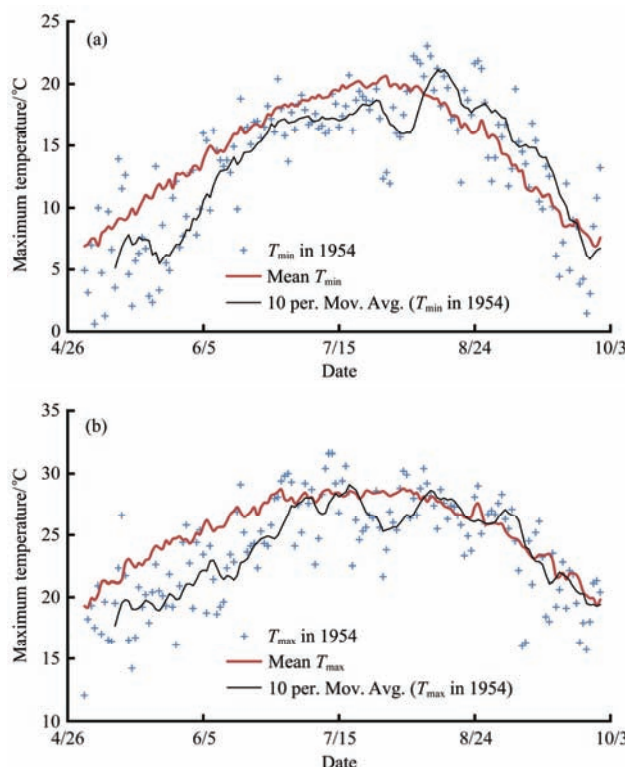 (a)
Maximum temperature/°C
25
20
15
10
5
0
4/26
6/5
7/15
8/24
10/3
Date
Tmin in 1954
Mean Tmin
10 per. Mov. Avg. (Tmin in 1954)
(b)
Maximum temperature/°C
35
30
25
20
15
10
4/26
6/5
7/15
8/24
10/3
Date
Tmax in 1954
Mean Tmax
10 per. Mov. Avg. (Tmax in 1954)